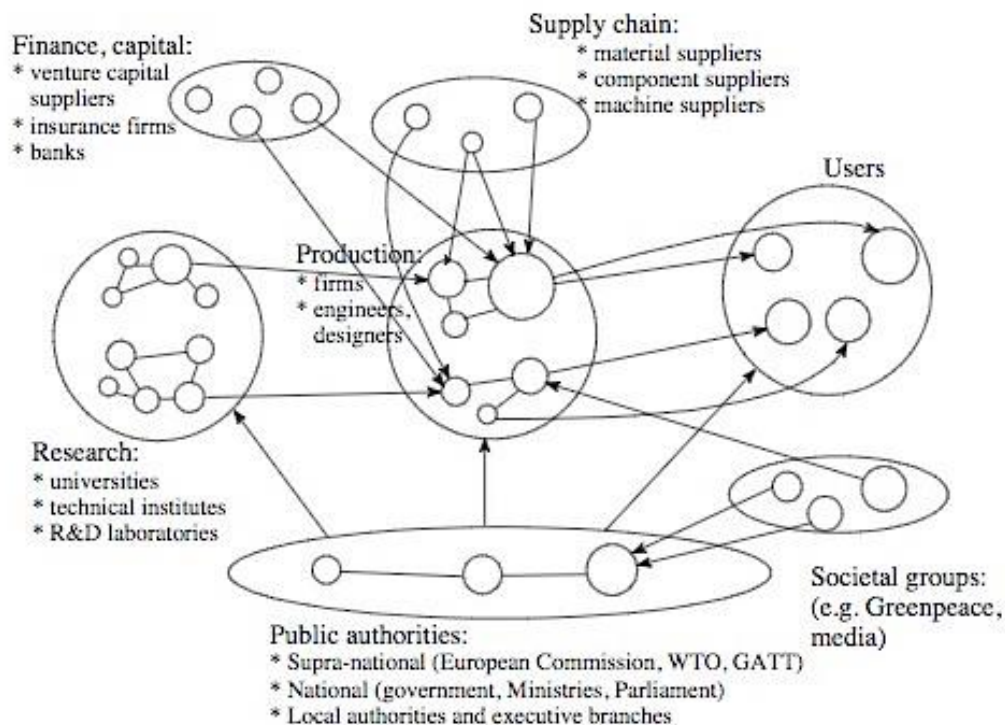 Finance, capital:
* venture capital
suppliers
* insurance firms
* banks
Supply chain:
* material suppliers
* component suppliers
* machine suppliers
Users
Production:
* firms
* engineers,
designers
Research:
* universities
* technical institutes
* R&D laboratories
Societal groups:
(e.g. Greenpeace,
media)
Public authorities:
* Supra-national (European Commission, WTO, GATT)
* National (government, Ministries, Parliament)
* Local authorities and executive branches